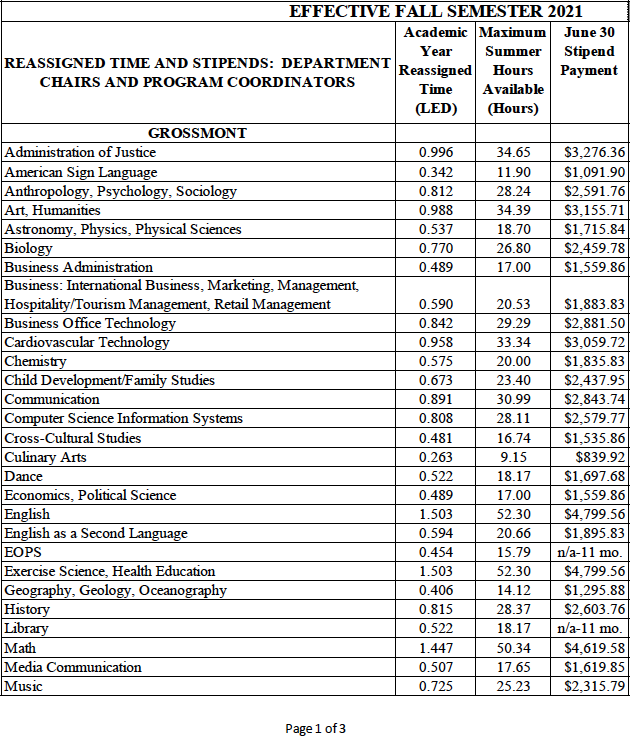 EFFECTIVE FALL SEMESTER 2021
REASSIGNED TIME AND STIPENDS: DEPARTMENT CHAIRS AND PROGRAM COORDINATORS Academic Year Reassigned Time (LED) Maximum Summer Hours Available (Hours) June 30 Stipend Payment
GROSSMONT
Administration of Justice 0.996 34.65 $3,276.36
American Sign Language 0.342 11.90 $1,091.90
Anthropology, Psychology, Sociology 0.812 28.24 $2,591.76
Art, Humanities 0.988 34.39 $3,155.71
Astronomy, Physics, Physical Sciences 0.537 18.70 $1,715.84
Biology 0.770 26.80 $2,459.78
Business Administration 0.489 17.00 $1,559.86
Business: International Business, Marketing, Management,
Hospitality/Tourism Management, Retail Management 0.590 20.53 $1,883.83
Business Office Technology 0.842 29.29 $2,881.50
Cardiovascular Technology 0.958 33.34 $3,059.72
Chemistry 0.575 20.00 $1,835.83
Child Development/Family Studies 0.673 23.40 $2,437.95
Communication 0.891 30.99 $2,843.74
Computer Science Information Systems 0.808 28.11 $2,579.77
Cross-Cultural Studies 0.481 16.74 $1,535.86
Culinary Arts 0.263 9.15 $839.92
Dance 0.522 18.17 $1,697.68
Economics, Political Science 0.489 17.00 $1,559.86
English 1.503 52.30 $4,799.56
English as a Second Language 0.594 20.66 $1,895.83
EOPS 0.454 15.79 n/a-11 mo.
Exercise Science, Health Education 1.503 52.30 $4,799.56
Geography, Geology, Oceanography 0.406 14.12 $1,295.88
History 0.815 28.37 $2,603.76
Library 0.522 18.17 n/a-11 mo.
Math 1.447 50.34 $4,619.58
Media Communication 0.507 17.65 $1,619.85
Music 0.725 25.23 $2,315.79
Page 1 of 3